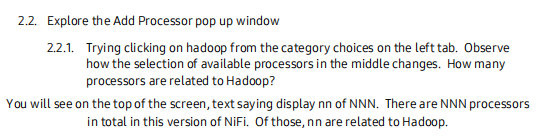 2.2. Explore the Add Processor pop up window
2.2.1. Trying clicking on hadoop from the category choices on the left tab. Observe
how the selection of available processors in the middle changes. How many
processors are related to Hadoop?
You will see on the top of the screen, text saying display nn of NNN. There are NNN processors
in total in this version of NiFi. Of those, nn are related to Hadoop.